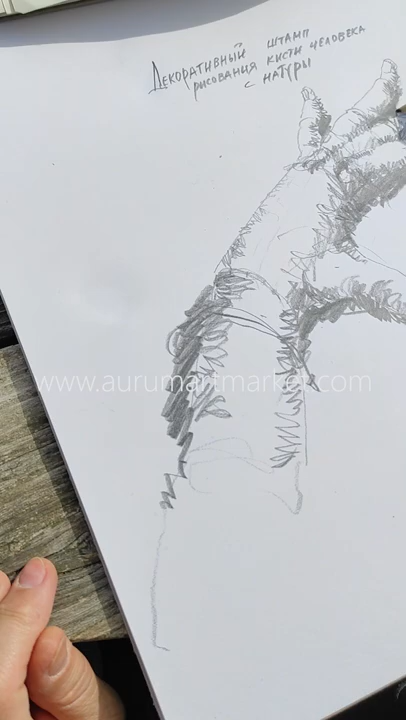 Декоративный штамп
рисования кисти человека
с натуры
www.aurumartmarket.com